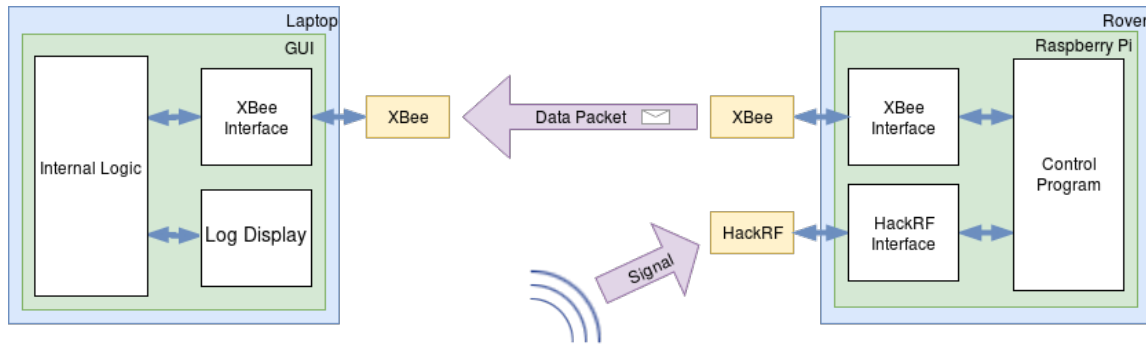 Laptop
GUI
Internal Logic
XBee
Interface
Log Display
XBee
Data Packet
Signal
XBee
HackRF
Rover
Raspberry Pi
XBee
Interface
HackRF
Interface
Control
Program